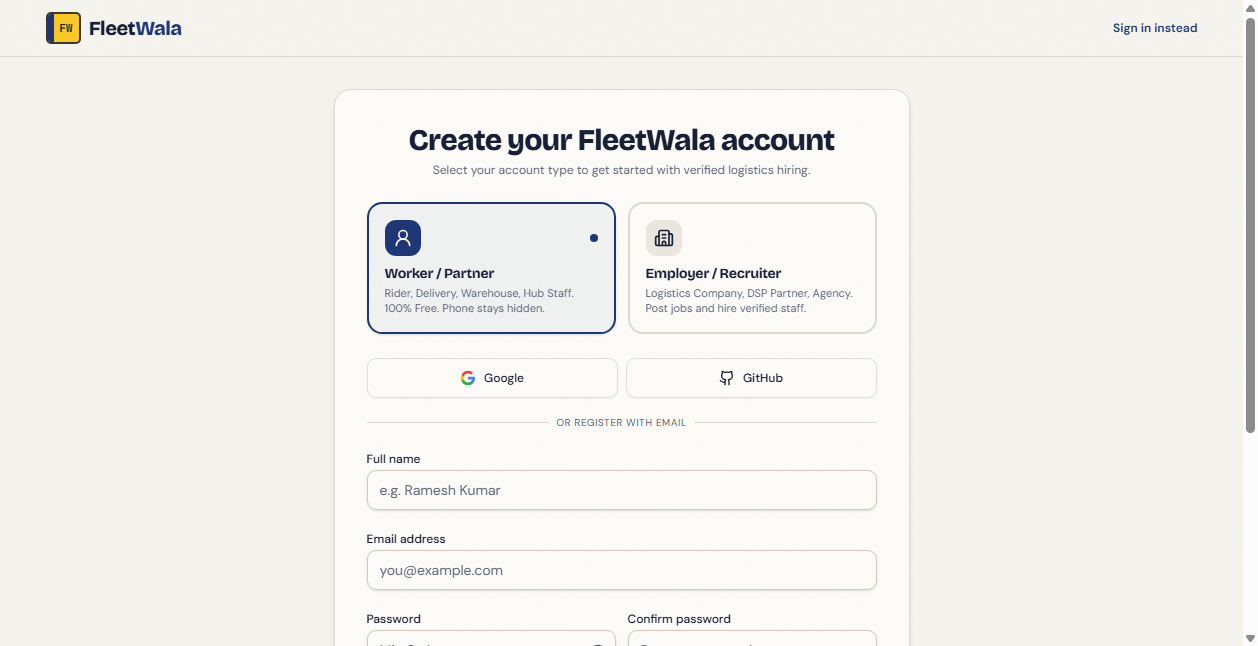 FW FleetWala
Sign in instead
Create your FleetWala account
Select your account type to get started with verified logistics hiring.
Worker / Partner
Rider, Delivery, Warehouse, Hub Staff.
100% Free. Phone stays hidden.
Employer / Recruiter
Logistics Company, DSP Partner, Agency.
Post jobs and hire verified staff.
Google
GitHub
OR REGISTER WITH EMAIL
Full name
e.g. Ramesh Kumar
Email address
you@example.com
Password
Confirm password